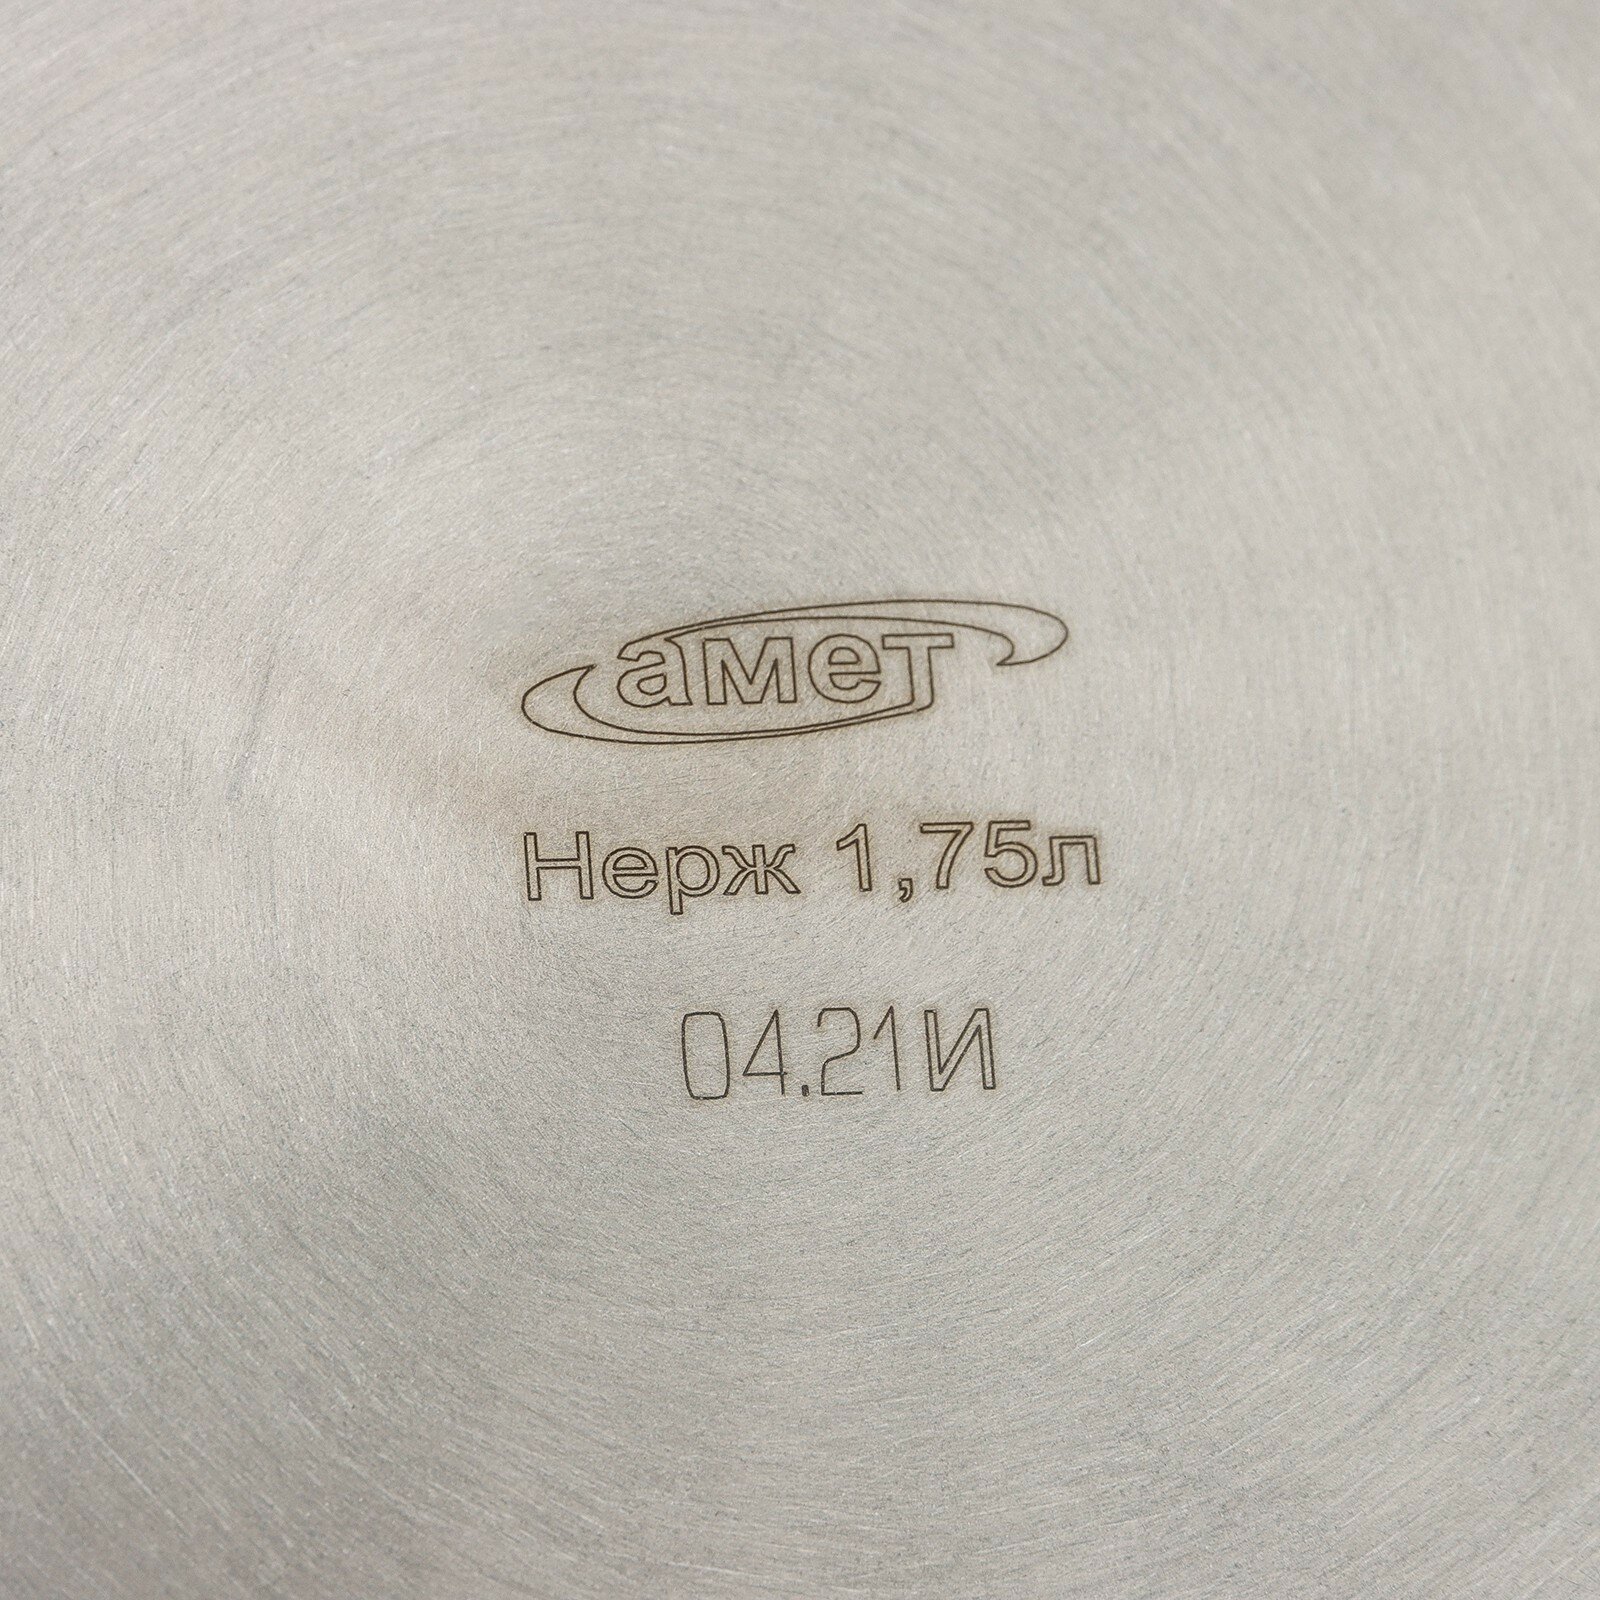 амет
Нерж 1,75л
04.21И